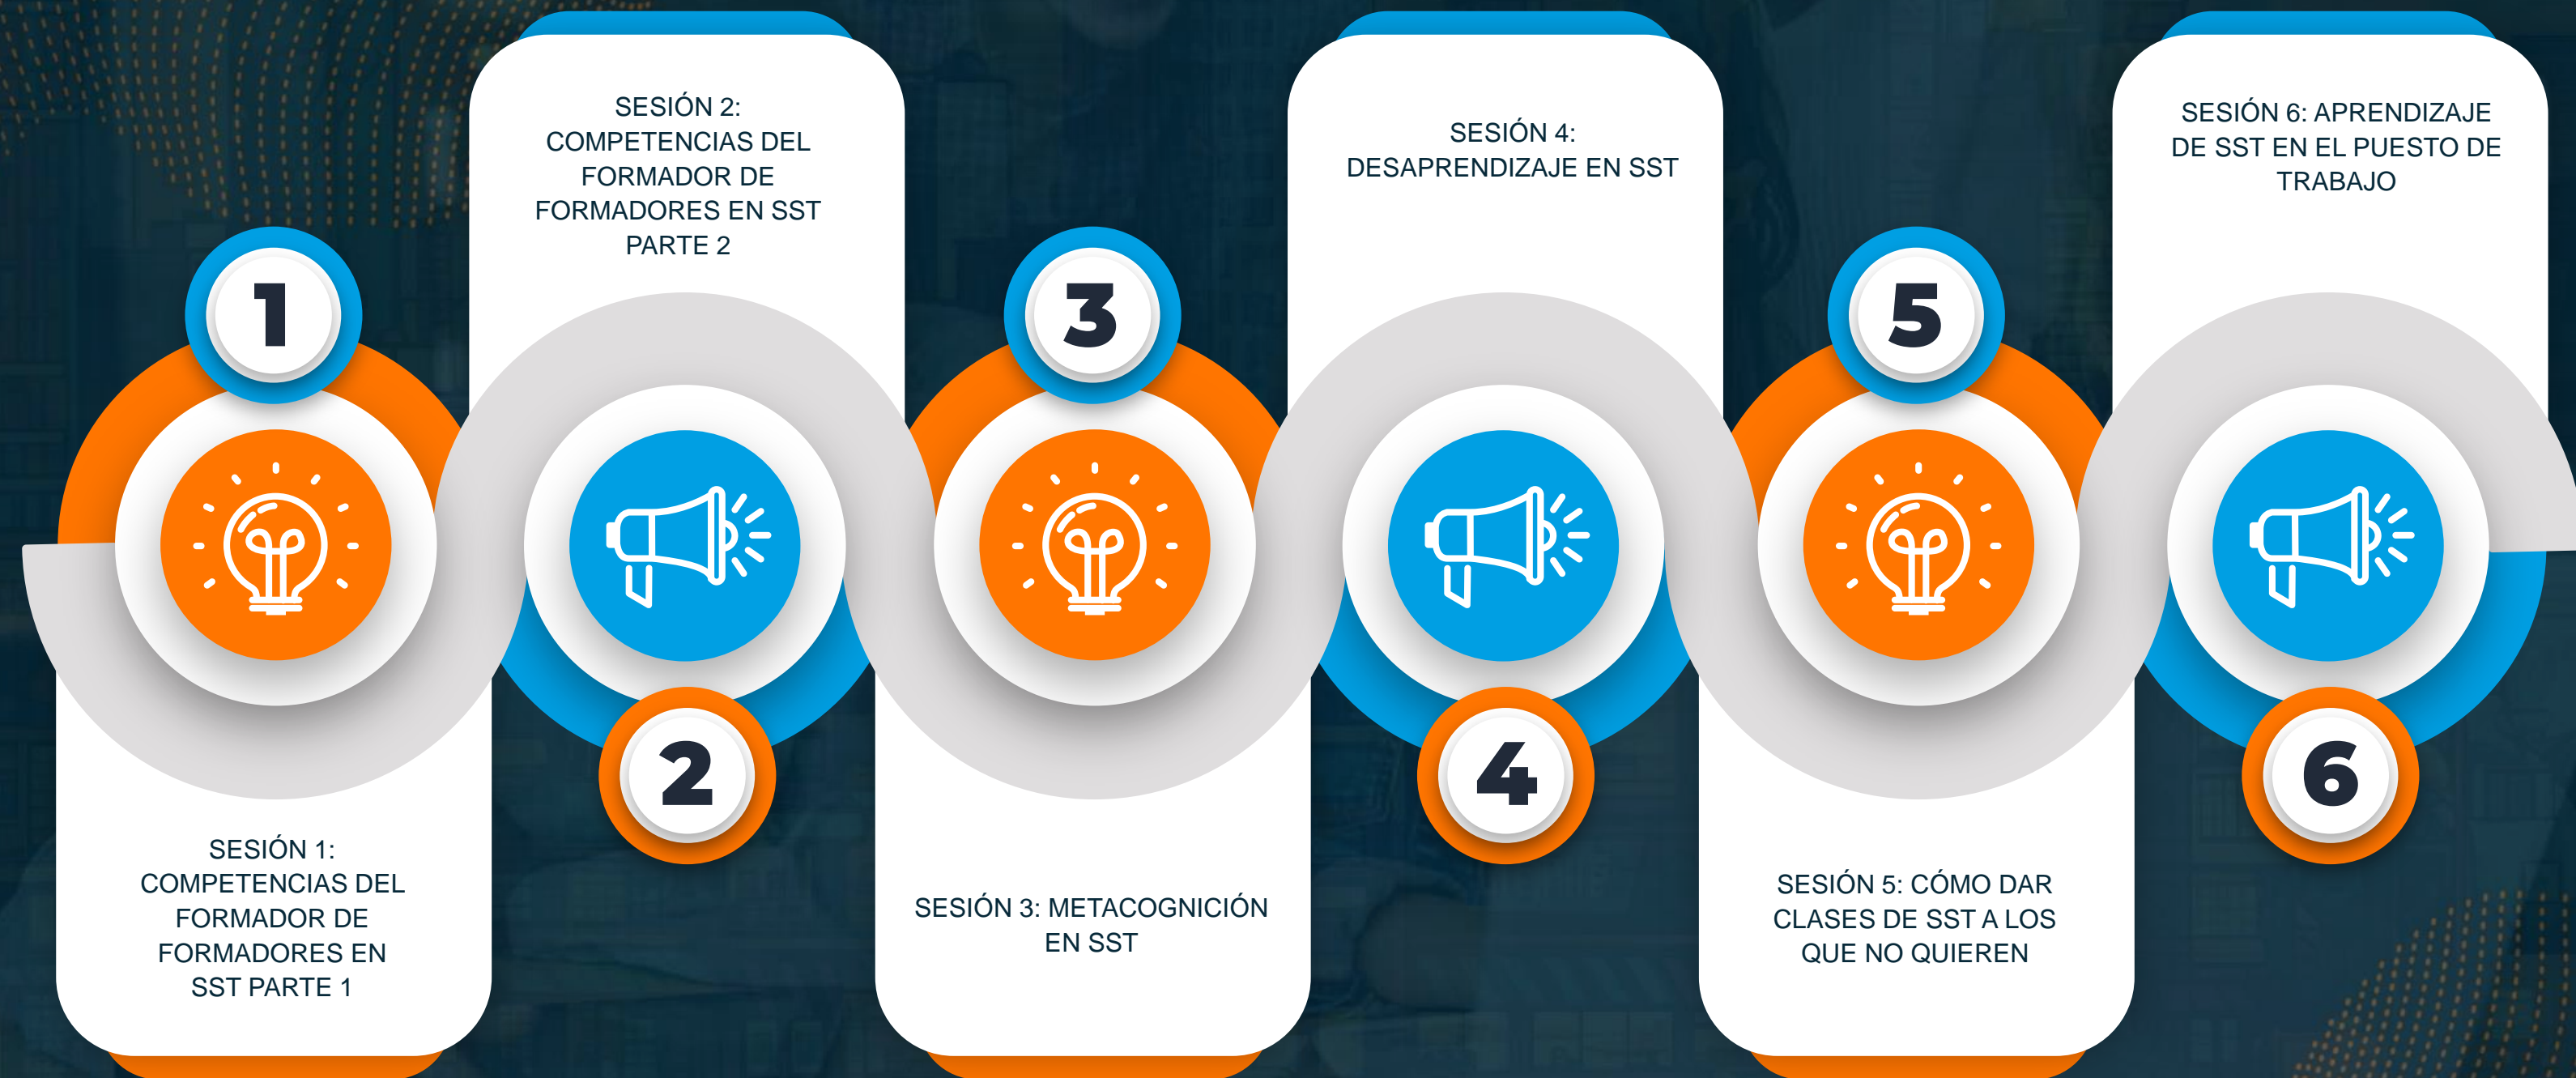 1
SESIÓN 1:
COMPETENCIAS DEL
FORMADOR DE
FORMADORES EN
SST PARTE 1
SESIÓN 2:
COMPETENCIAS DEL
FORMADOR DE
FORMADORES EN SST
PARTE 2
2
3
SESIÓN 3: METACOGNICIÓN
EN SST
SESIÓN 4:
DESAPRENDIZAJE EN SST
4
5
SESIÓN 5: CÓMO DAR
CLASES DE SST A LOS
QUE NO QUIEREN
SESIÓN 6: APRENDIZAJE
DE SST EN EL PUESTO DE
TRABAJO
6